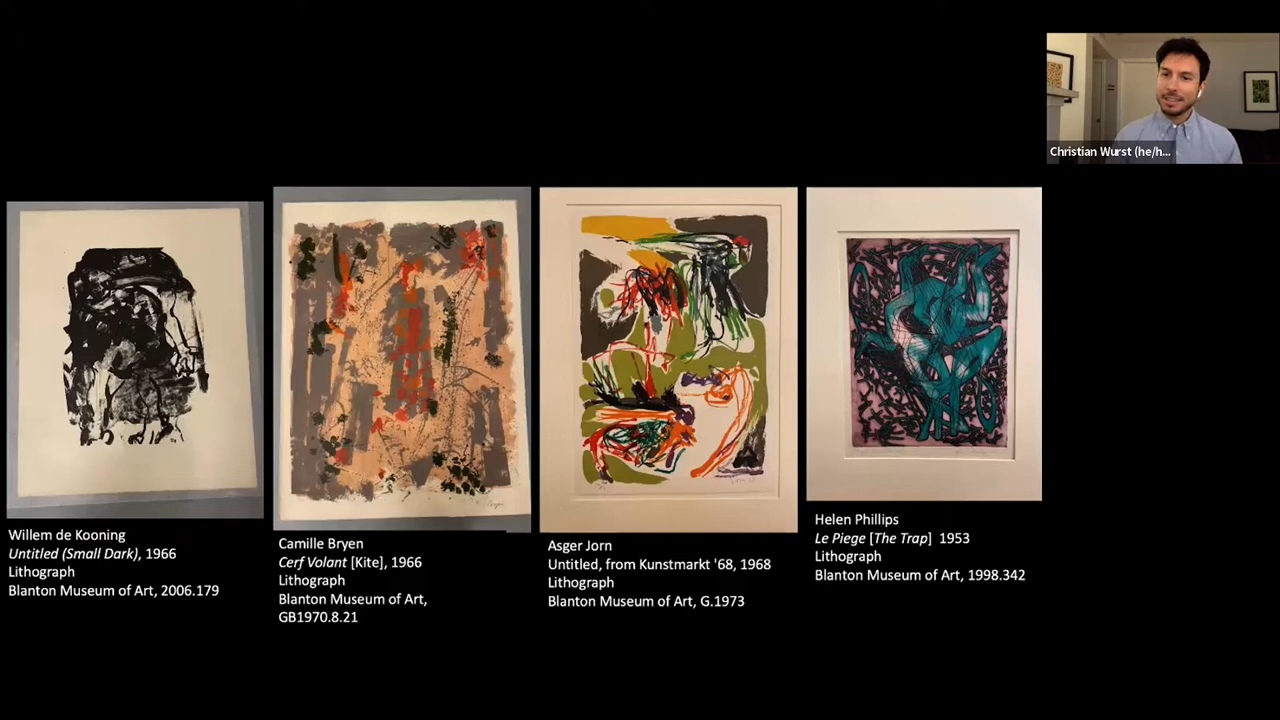 Christian Wurst (he/h...
Willem de Kooning
Untitled (Small Dark), 1966
Lithograph
Blanton Museum of Art, 2006.179
Camille Bryen
Cerf Volant [Kite], 1966
Lithograph
Blanton Museum of Art,
GB1970.8.21
Asger Jorn
Untitled, from Kunstmarkt '68, 1968
Lithograph
Blanton Museum of Art, G.1973
Helen Phillips
Le Piege [The Trap]  1953
Lithograph
Blanton Museum of Art, 1998.342